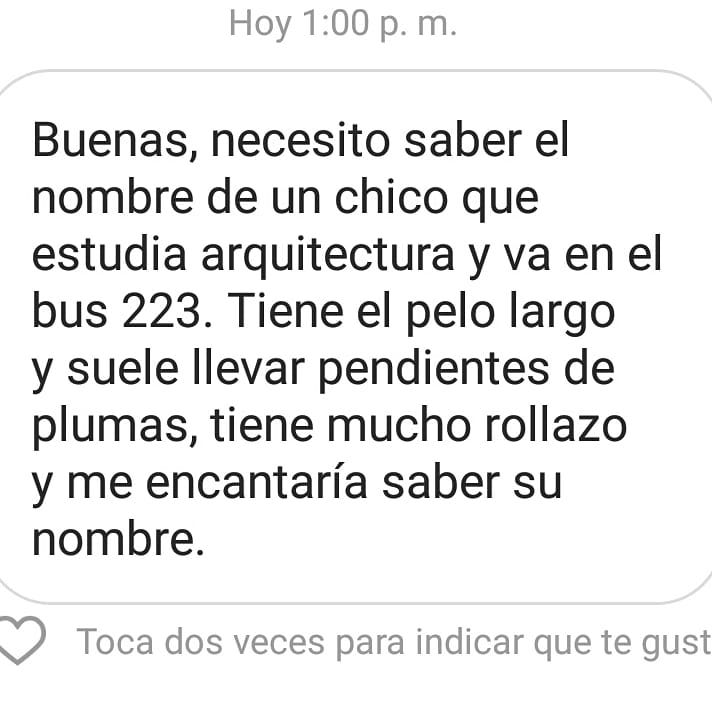 Hoy 1:00 p. m.
Buenas, necesito saber el
nombre de un chico que
estudia arquitectura y va en el
bus 223. Tiene el pelo largo
y suele llevar pendientes de
plumas, tiene mucho rollazo
y me encantaría saber su
nombre.
Toca dos veces para indicar que te gust